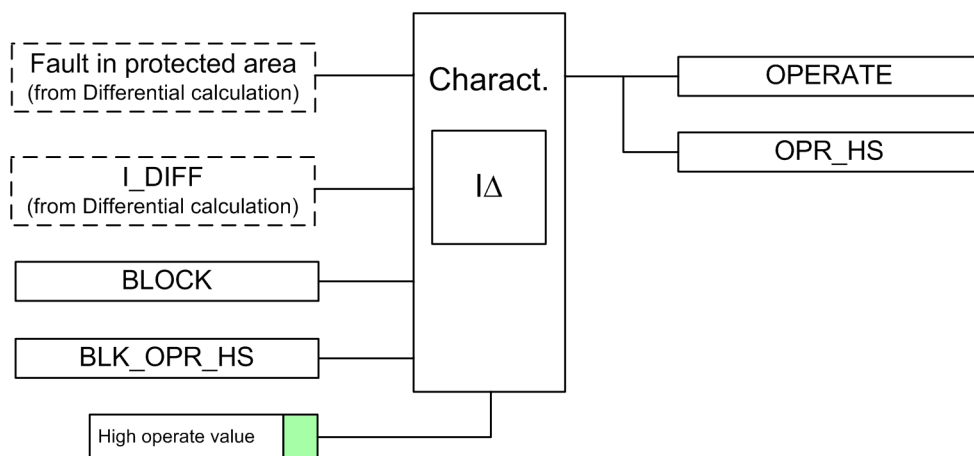 Fault in protected area
(from Differential calculation)
I_DIFF
(from Differential calculation)
BLOCK
BLK_OPR_HS
High operate value
Charact.
I∆
OPERATE
OPR_HS